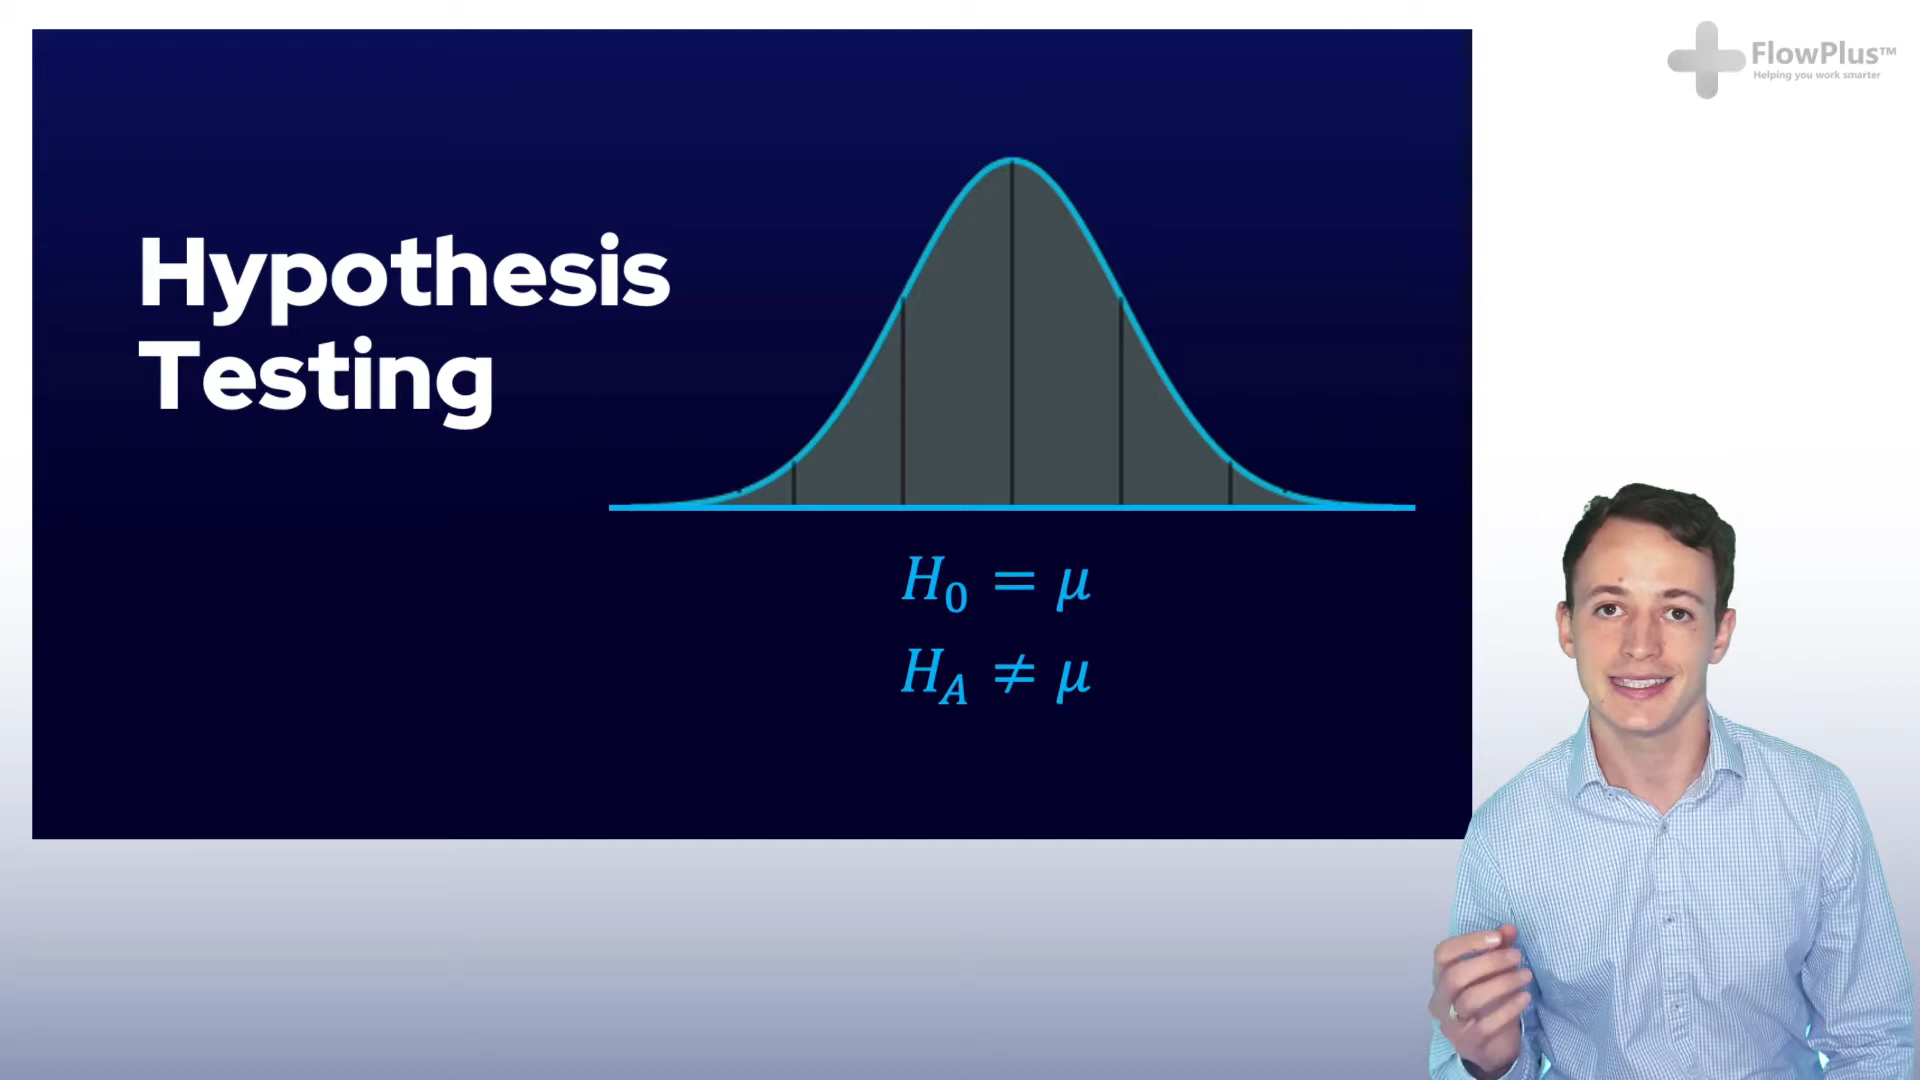 FlowPlus™
Helping you work smarter
Hypothesis
Testing
H₀ = μ
H_A ≠ μ